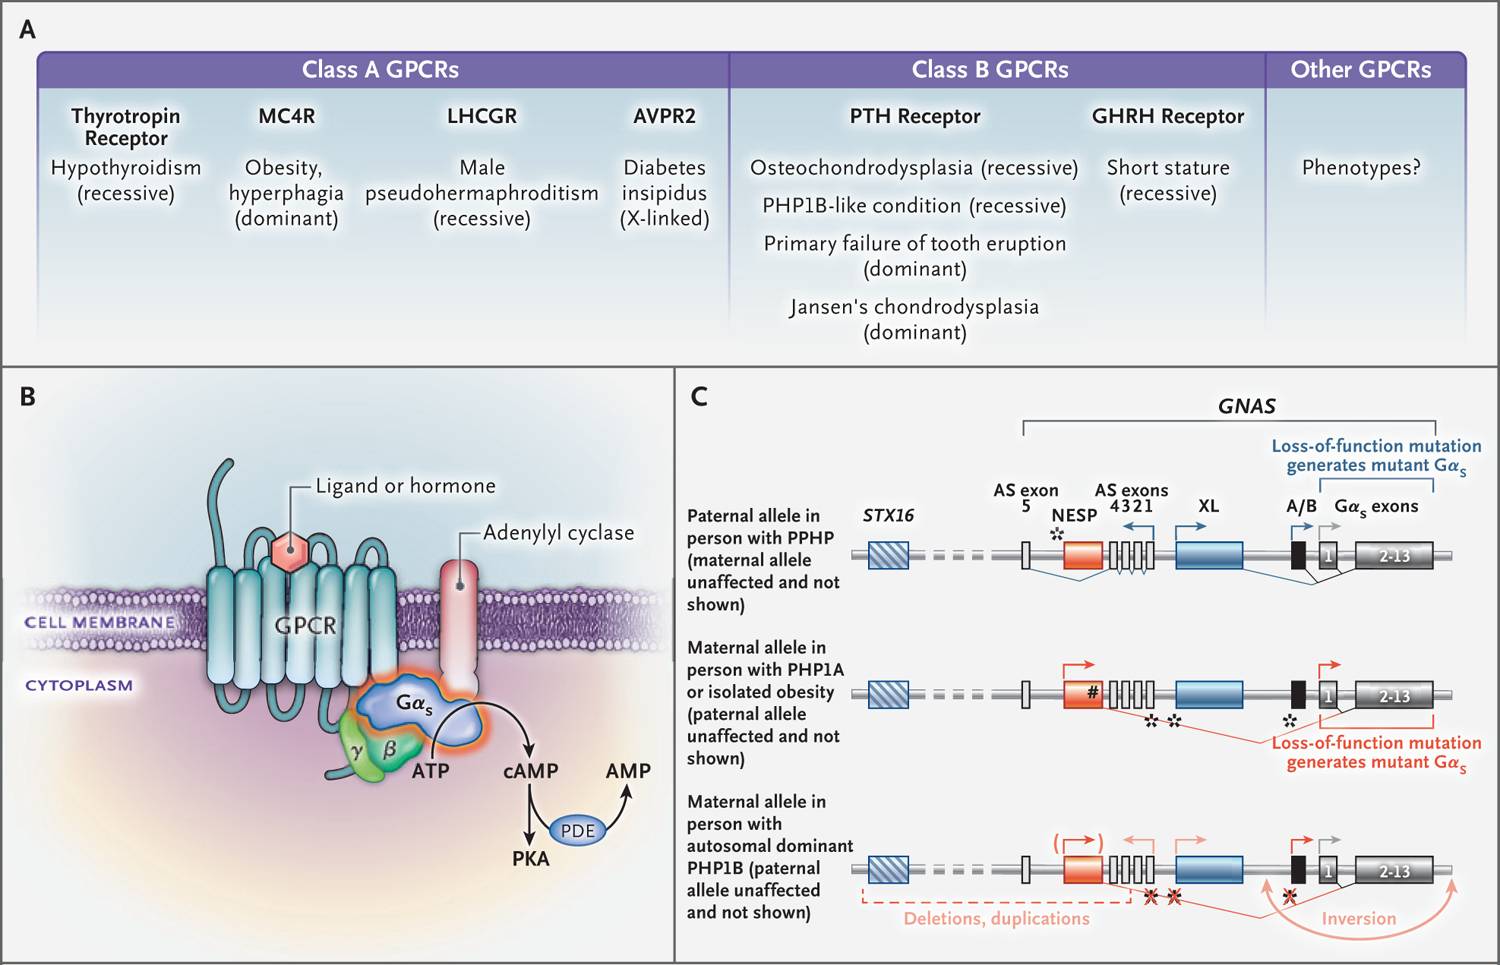 A
Class A GPCRs
Class B GPCRs
Other GPCRs
Thyrotropin
Receptor
Hypothyroidism
(recessive)
MC4R
Obesity,
hyperphagia
(dominant)
LHCGR
Male
pseudohermaphroditism
(recessive)
AVPR2
Diabetes
insipidus
(X-linked)
PTH Receptor
Osteochondrodysplasia (recessive)
PHP1B-like condition (recessive)
Primary failure of tooth eruption
(dominant)
Jansen's chondrodysplasia
(dominant)
GHRH Receptor
Short stature
(recessive)
Phenotypes?
B
Ligand or hormone
Adenylyl cyclase
GPCR
CELL MEMBRANE
CYTOPLASM
Gαs
γ
β
ATP
cAMP
AMP
PDE
PKA
C
GNAS
Loss-of-function mutation
generates mutant Gαs
AS exon
5
NESP
AS exons
4321
XL
A/B
Gαs exons
STX16
Paternal allele in
person with PPHP
(maternal allele
unaffected and not
shown)
*
1
2-13
Maternal allele in
person with PHP1A
or isolated obesity
(paternal allele
unaffected and not
shown)
#
1
2-13
* * *
Loss-of-function mutation
generates mutant Gαs
Maternal allele in
person with
autosomal dominant
PHP1B (paternal
allele unaffected
and not shown)
( )
1
2-13
* * *
Deletions, duplications
Inversion